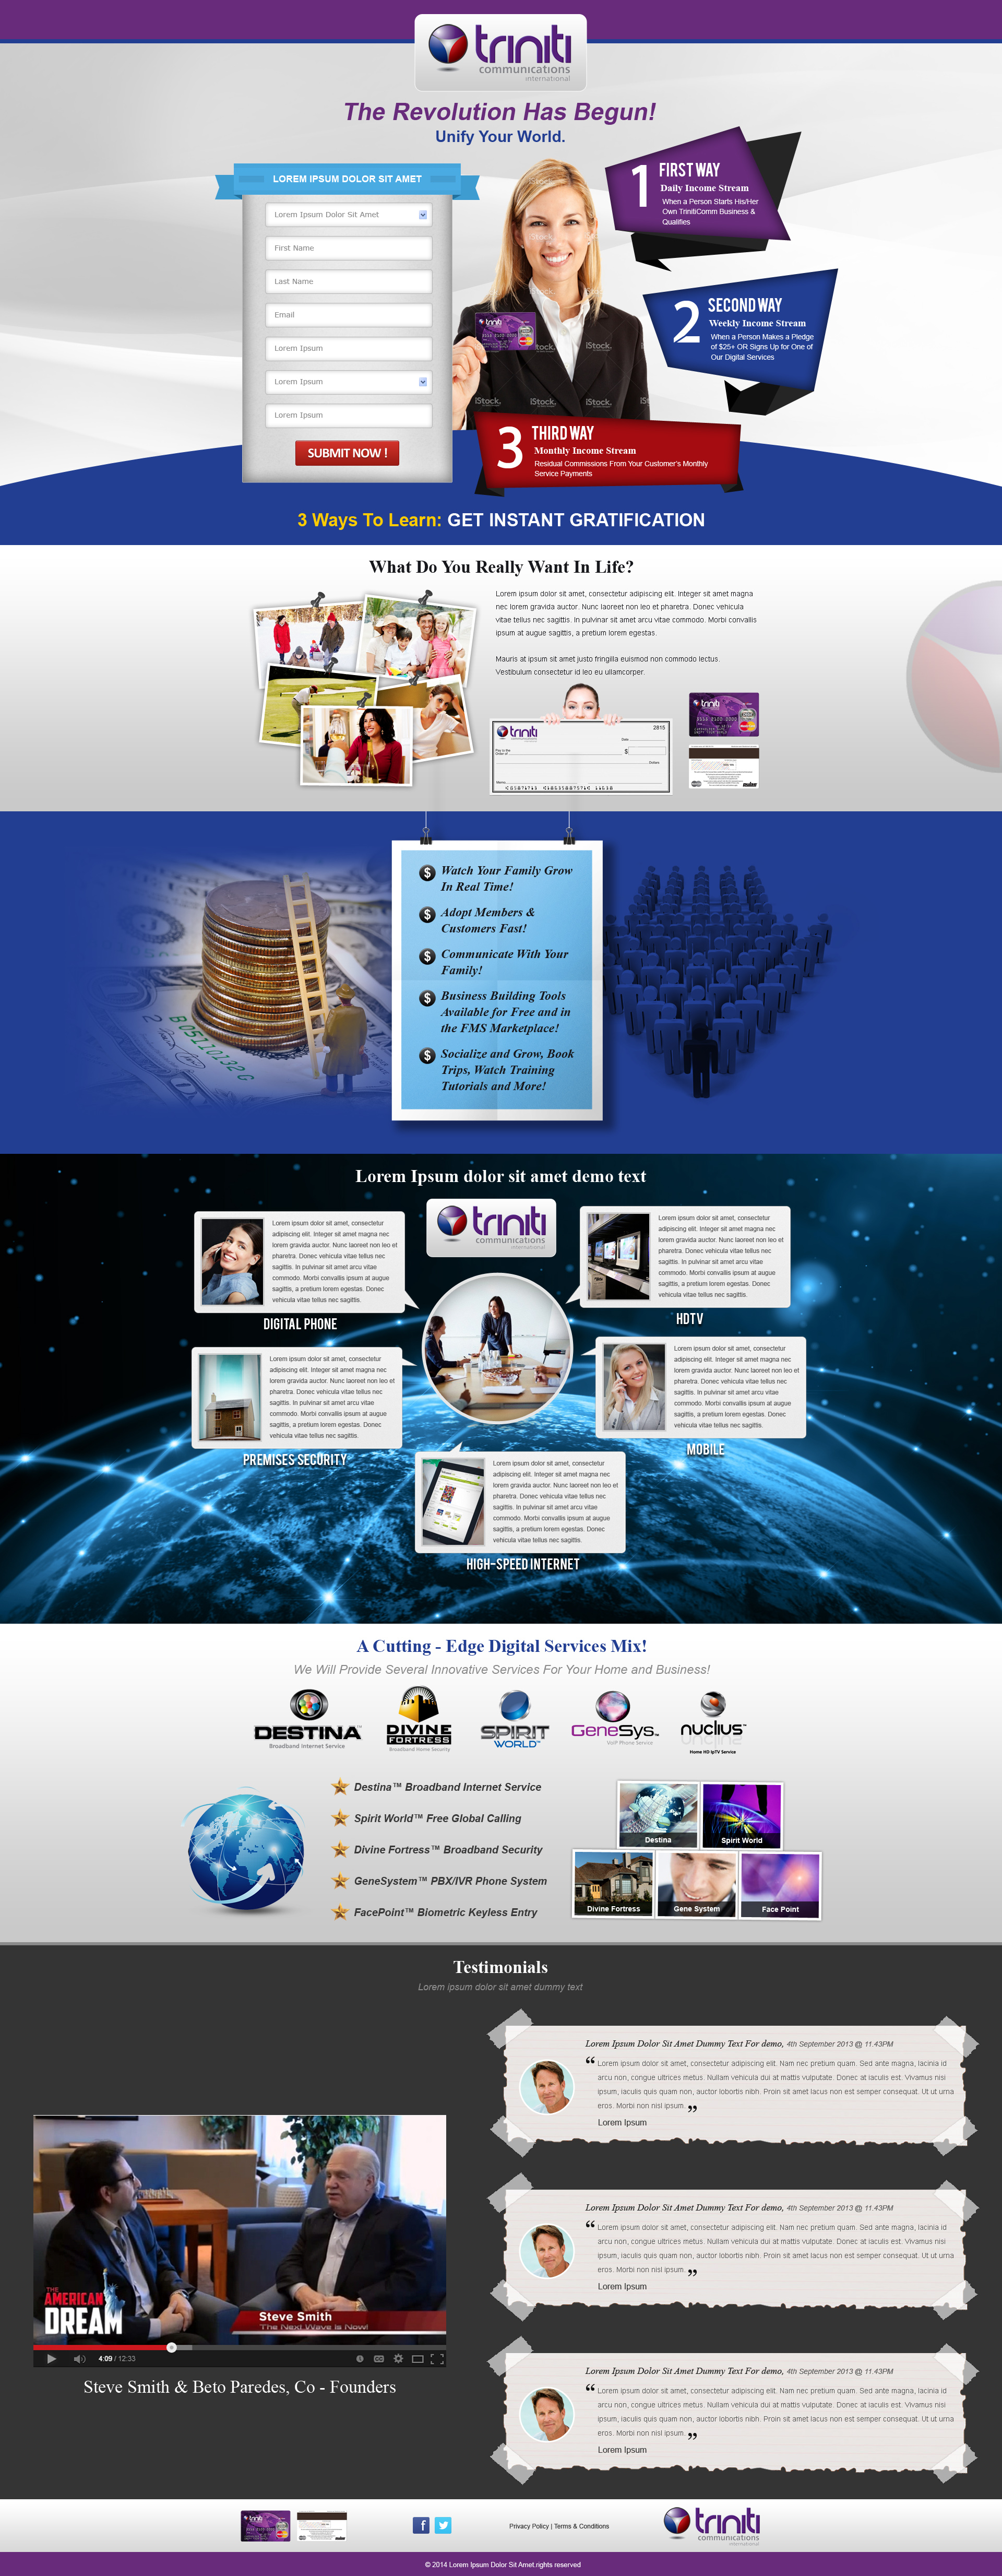 triniti
communications
international
The Revolution Has Begun!
Unify Your World.
LOREM IPSUM DOLOR SIT AMET
Lorem Ipsum Dolor Sit Amet
First Name
Last Name
Email
Lorem Ipsum
Lorem Ipsum
Lorem Ipsum
SUBMIT NOW !
1
FIRST WAY
Daily Income Stream
When a Person Starts His/Her
Own TrinitiComm Business &
Qualifies
2
SECOND WAY
Weekly Income Stream
When a Person Makes a Pledge
of $25+ OR Signs Up for One of
Our Digital Services
3
THIRD WAY
Monthly Income Stream
Residual Commissions From Your Customer's Monthly
Service Payments
3 Ways To Learn: GET INSTANT GRATIFICATION
What Do You Really Want In Life?
Lorem ipsum dolor sit amet, consectetur adipiscing elit. Integer sit amet magna
nec lorem gravida auctor. Nunc laoreet non leo et pharetra. Donec vehicula
vitae tellus nec sagittis. In pulvinar sit amet arcu vitae commodo. Morbi convallis
ipsum at augue sagittis, a pretium lorem egestas.
Mauris at ipsum sit amet justo fringilla euismod non commodo lectus.
Vestibulum consectetur id leo eu ullamcorper.
triniti
2815
Date
$
Dollars
triniti
Watch Your Family Grow
In Real Time!
Adopt Members &
Customers Fast!
Communicate With Your
Family!
Business Building Tools
Available for Free and in
the FMS Marketplace!
Socialize and Grow, Book
Trips, Watch Training
Tutorials and More!
Lorem Ipsum dolor sit amet demo text
triniti
communications
international
Lorem ipsum dolor sit amet, consectetur
adipiscing elit. Integer sit amet magna nec
lorem gravida auctor. Nunc laoreet non leo et
pharetra. Donec vehicula vitae tellus nec
sagittis. In pulvinar sit amet arcu vitae
commodo. Morbi convallis ipsum at augue
sagittis, a pretium lorem egestas. Donec
vehicula vitae tellus nec sagittis.
DIGITAL PHONE
Lorem ipsum dolor sit amet, consectetur
adipiscing elit. Integer sit amet magna nec
lorem gravida auctor. Nunc laoreet non leo et
pharetra. Donec vehicula vitae tellus nec
sagittis. In pulvinar sit amet arcu vitae
commodo. Morbi convallis ipsum at augue
sagittis, a pretium lorem egestas. Donec
vehicula vitae tellus nec sagittis.
HDTV
Lorem ipsum dolor sit amet, consectetur
adipiscing elit. Integer sit amet magna nec
lorem gravida auctor. Nunc laoreet non leo et
pharetra. Donec vehicula vitae tellus nec
sagittis. In pulvinar sit amet arcu vitae
commodo. Morbi convallis ipsum at augue
sagittis, a pretium lorem egestas. Donec
vehicula vitae tellus nec sagittis.
PREMISES SECURITY
Lorem ipsum dolor sit amet, consectetur
adipiscing elit. Integer sit amet magna nec
lorem gravida auctor. Nunc laoreet non leo et
pharetra. Donec vehicula vitae tellus nec
sagittis. In pulvinar sit amet arcu vitae
commodo. Morbi convallis ipsum at augue
sagittis, a pretium lorem egestas. Donec
vehicula vitae tellus nec sagittis.
MOBILE
Lorem ipsum dolor sit amet, consectetur
adipiscing elit. Integer sit amet magna nec
lorem gravida auctor. Nunc laoreet non leo et
pharetra. Donec vehicula vitae tellus nec
sagittis. In pulvinar sit amet arcu vitae
commodo. Morbi convallis ipsum at augue
sagittis, a pretium lorem egestas. Donec
vehicula vitae tellus nec sagittis.
HIGH-SPEED INTERNET
A Cutting - Edge Digital Services Mix!
We Will Provide Several Innovative Services For Your Home and Business!
DESTINA™
Broadband Internet Service
DIVINE
FORTRESS
Broadband Home Security
SPIRIT
WORLD™
GeneSys™
VoIP Phone Service
nuclius™
Home HD IpTV Service
Destina™ Broadband Internet Service
Spirit World™ Free Global Calling
Divine Fortress™ Broadband Security
GeneSystem™ PBX/IVR Phone System
FacePoint™ Biometric Keyless Entry
Destina
Spirit World
Divine Fortress
Gene System
Face Point
Testimonials
Lorem ipsum dolor sit amet dummy text
THE
AMERICAN
DREAM
Steve Smith
The Next Wave is Now!
4:09 / 12:33
Steve Smith & Beto Paredes, Co - Founders
Lorem Ipsum Dolor Sit Amet Dummy Text For demo, 4th September 2013 @ 11.43PM
“ Lorem ipsum dolor sit amet, consectetur adipiscing elit. Nam nec pretium quam. Sed ante magna, lacinia id
arcu non, congue ultrices metus. Nullam vehicula dui at mattis vulputate. Donec at iaculis est. Vivamus nisi
ipsum, iaculis quis quam non, auctor lobortis nibh. Proin sit amet lacus non est semper consequat. Ut ut urna
eros. Morbi non nisl ipsum. ”
Lorem Ipsum
Lorem Ipsum Dolor Sit Amet Dummy Text For demo, 4th September 2013 @ 11.43PM
“ Lorem ipsum dolor sit amet, consectetur adipiscing elit. Nam nec pretium quam. Sed ante magna, lacinia id
arcu non, congue ultrices metus. Nullam vehicula dui at mattis vulputate. Donec at iaculis est. Vivamus nisi
ipsum, iaculis quis quam non, auctor lobortis nibh. Proin sit amet lacus non est semper consequat. Ut ut urna
eros. Morbi non nisl ipsum. ”
Lorem Ipsum
Lorem Ipsum Dolor Sit Amet Dummy Text For demo, 4th September 2013 @ 11.43PM
“ Lorem ipsum dolor sit amet, consectetur adipiscing elit. Nam nec pretium quam. Sed ante magna, lacinia id
arcu non, congue ultrices metus. Nullam vehicula dui at mattis vulputate. Donec at iaculis est. Vivamus nisi
ipsum, iaculis quis quam non, auctor lobortis nibh. Proin sit amet lacus non est semper consequat. Ut ut urna
eros. Morbi non nisl ipsum. ”
Lorem Ipsum
Privacy Policy | Terms & Conditions
triniti
communications
international
© 2014 Lorem Ipsum Dolor Sit Amet.rights reserved